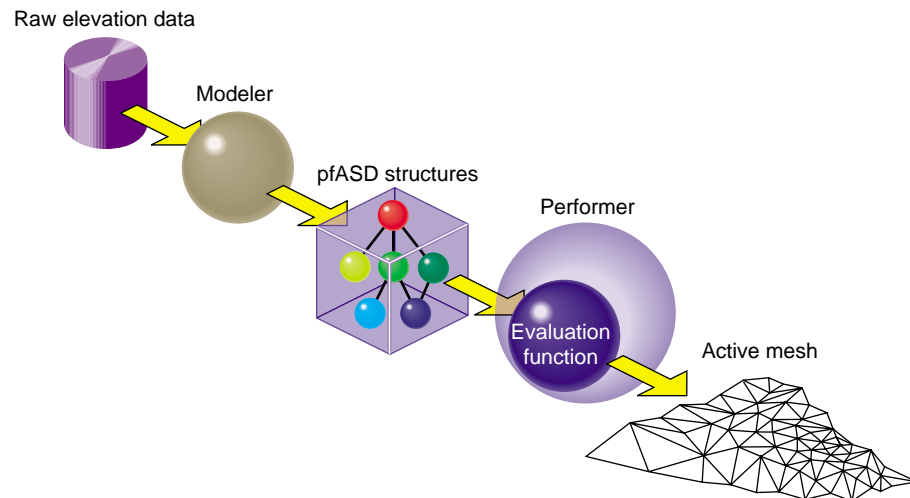 Raw elevation data
Modeler
pfASD structures
Performer
Evaluation
function
Active mesh